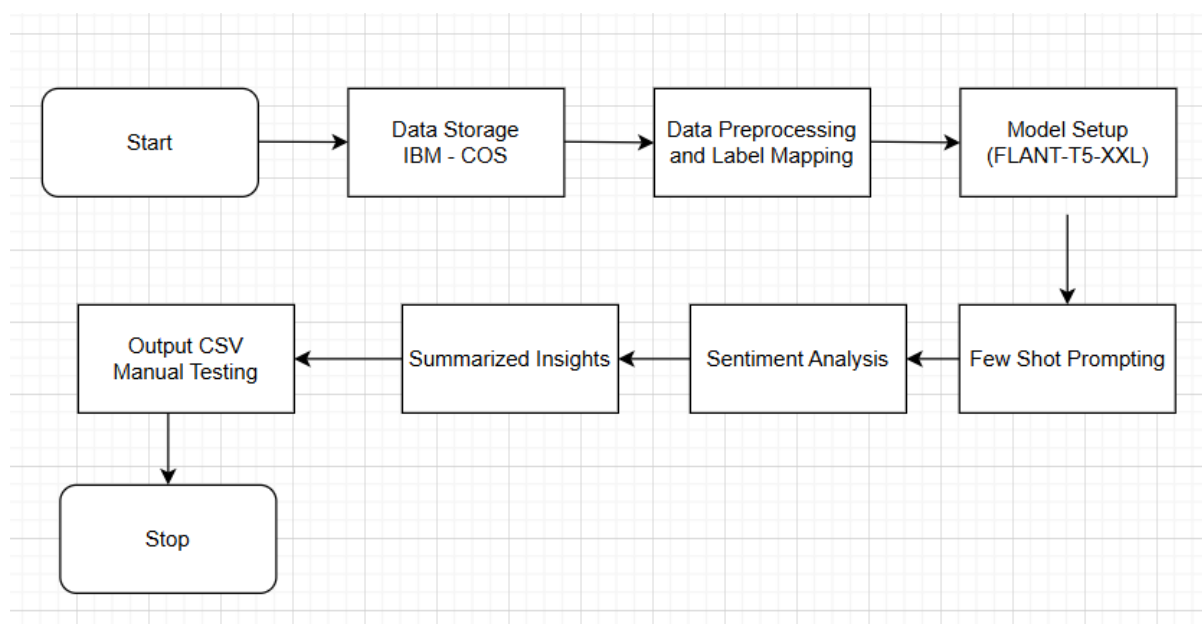 Start
Data Storage
IBM - COS
Data Preprocessing
and Label Mapping
Model Setup
(FLANT-T5-XXL)
Few Shot Prompting
Sentiment Analysis
Summarized Insights
Output CSV
Manual Testing
Stop